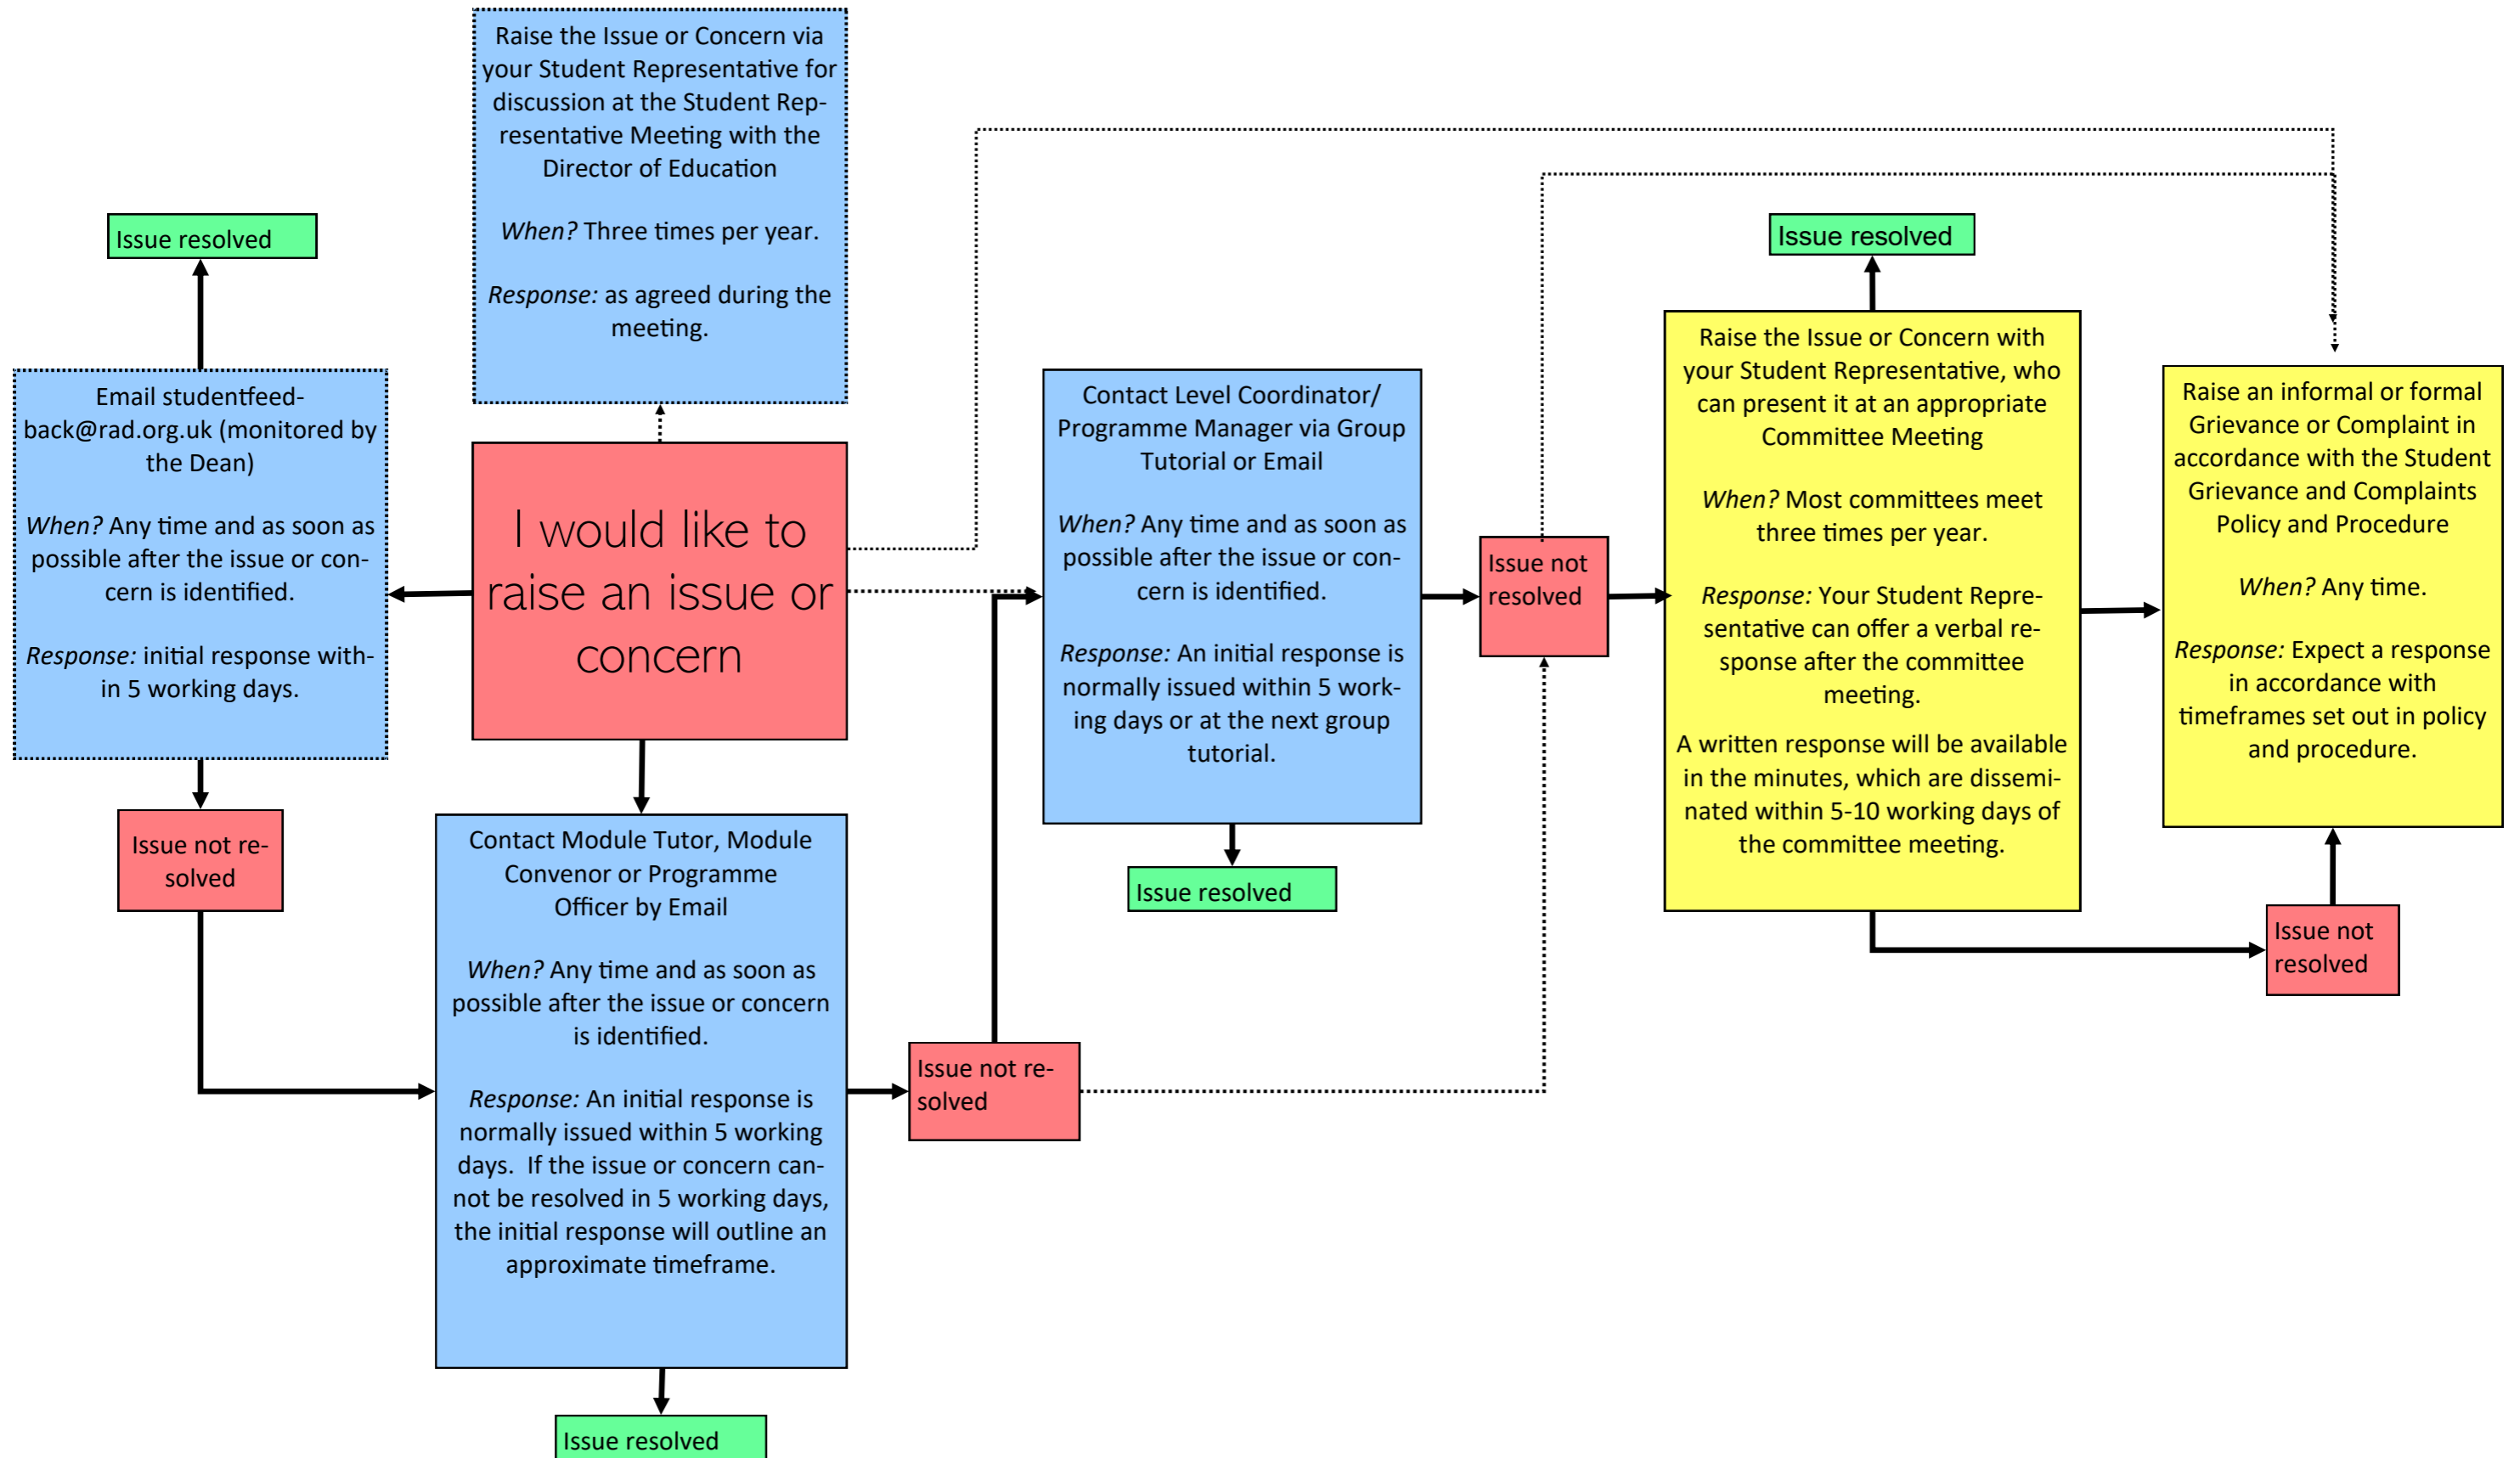 Raise the Issue or Concern via
your Student Representative for
discussion at the Student Rep-
resentative Meeting with the
Director of Education
When? Three times per year.
Response: as agreed during the
meeting.
Issue resolved
Email studentfeed-
back@rad.org.uk (monitored by
the Dean)
When? Any time and as soon as
possible after the issue or con-
cern is identified.
Response: initial response with-
in 5 working days.
Issue not re-
solved
I would like to
raise an issue or
concern
Contact Module Tutor, Module
Convenor or Programme
Officer by Email
When? Any time and as soon as
possible after the issue or concern
is identified.
Response: An initial response is
normally issued within 5 working
days.  If the issue or concern can-
not be resolved in 5 working days,
the initial response will outline an
approximate timeframe.
Issue resolved
Issue not re-
solved
Contact Level Coordinator/
Programme Manager via Group
Tutorial or Email
When? Any time and as soon as
possible after the issue or con-
cern is identified.
Response: An initial response is
normally issued within 5 work-
ing days or at the next group
tutorial.
Issue resolved
Issue not
resolved
Issue resolved
Raise the Issue or Concern with
your Student Representative, who
can present it at an appropriate
Committee Meeting
When? Most committees meet
three times per year.
Response: Your Student Repre-
sentative can offer a verbal re-
sponse after the committee
meeting.
A written response will be available
in the minutes, which are dissemi-
nated within 5-10 working days of
the committee meeting.
Issue not
resolved
Raise an informal or formal
Grievance or Complaint in
accordance with the Student
Grievance and Complaints
Policy and Procedure
When? Any time.
Response: Expect a response
in accordance with
timeframes set out in policy
and procedure.